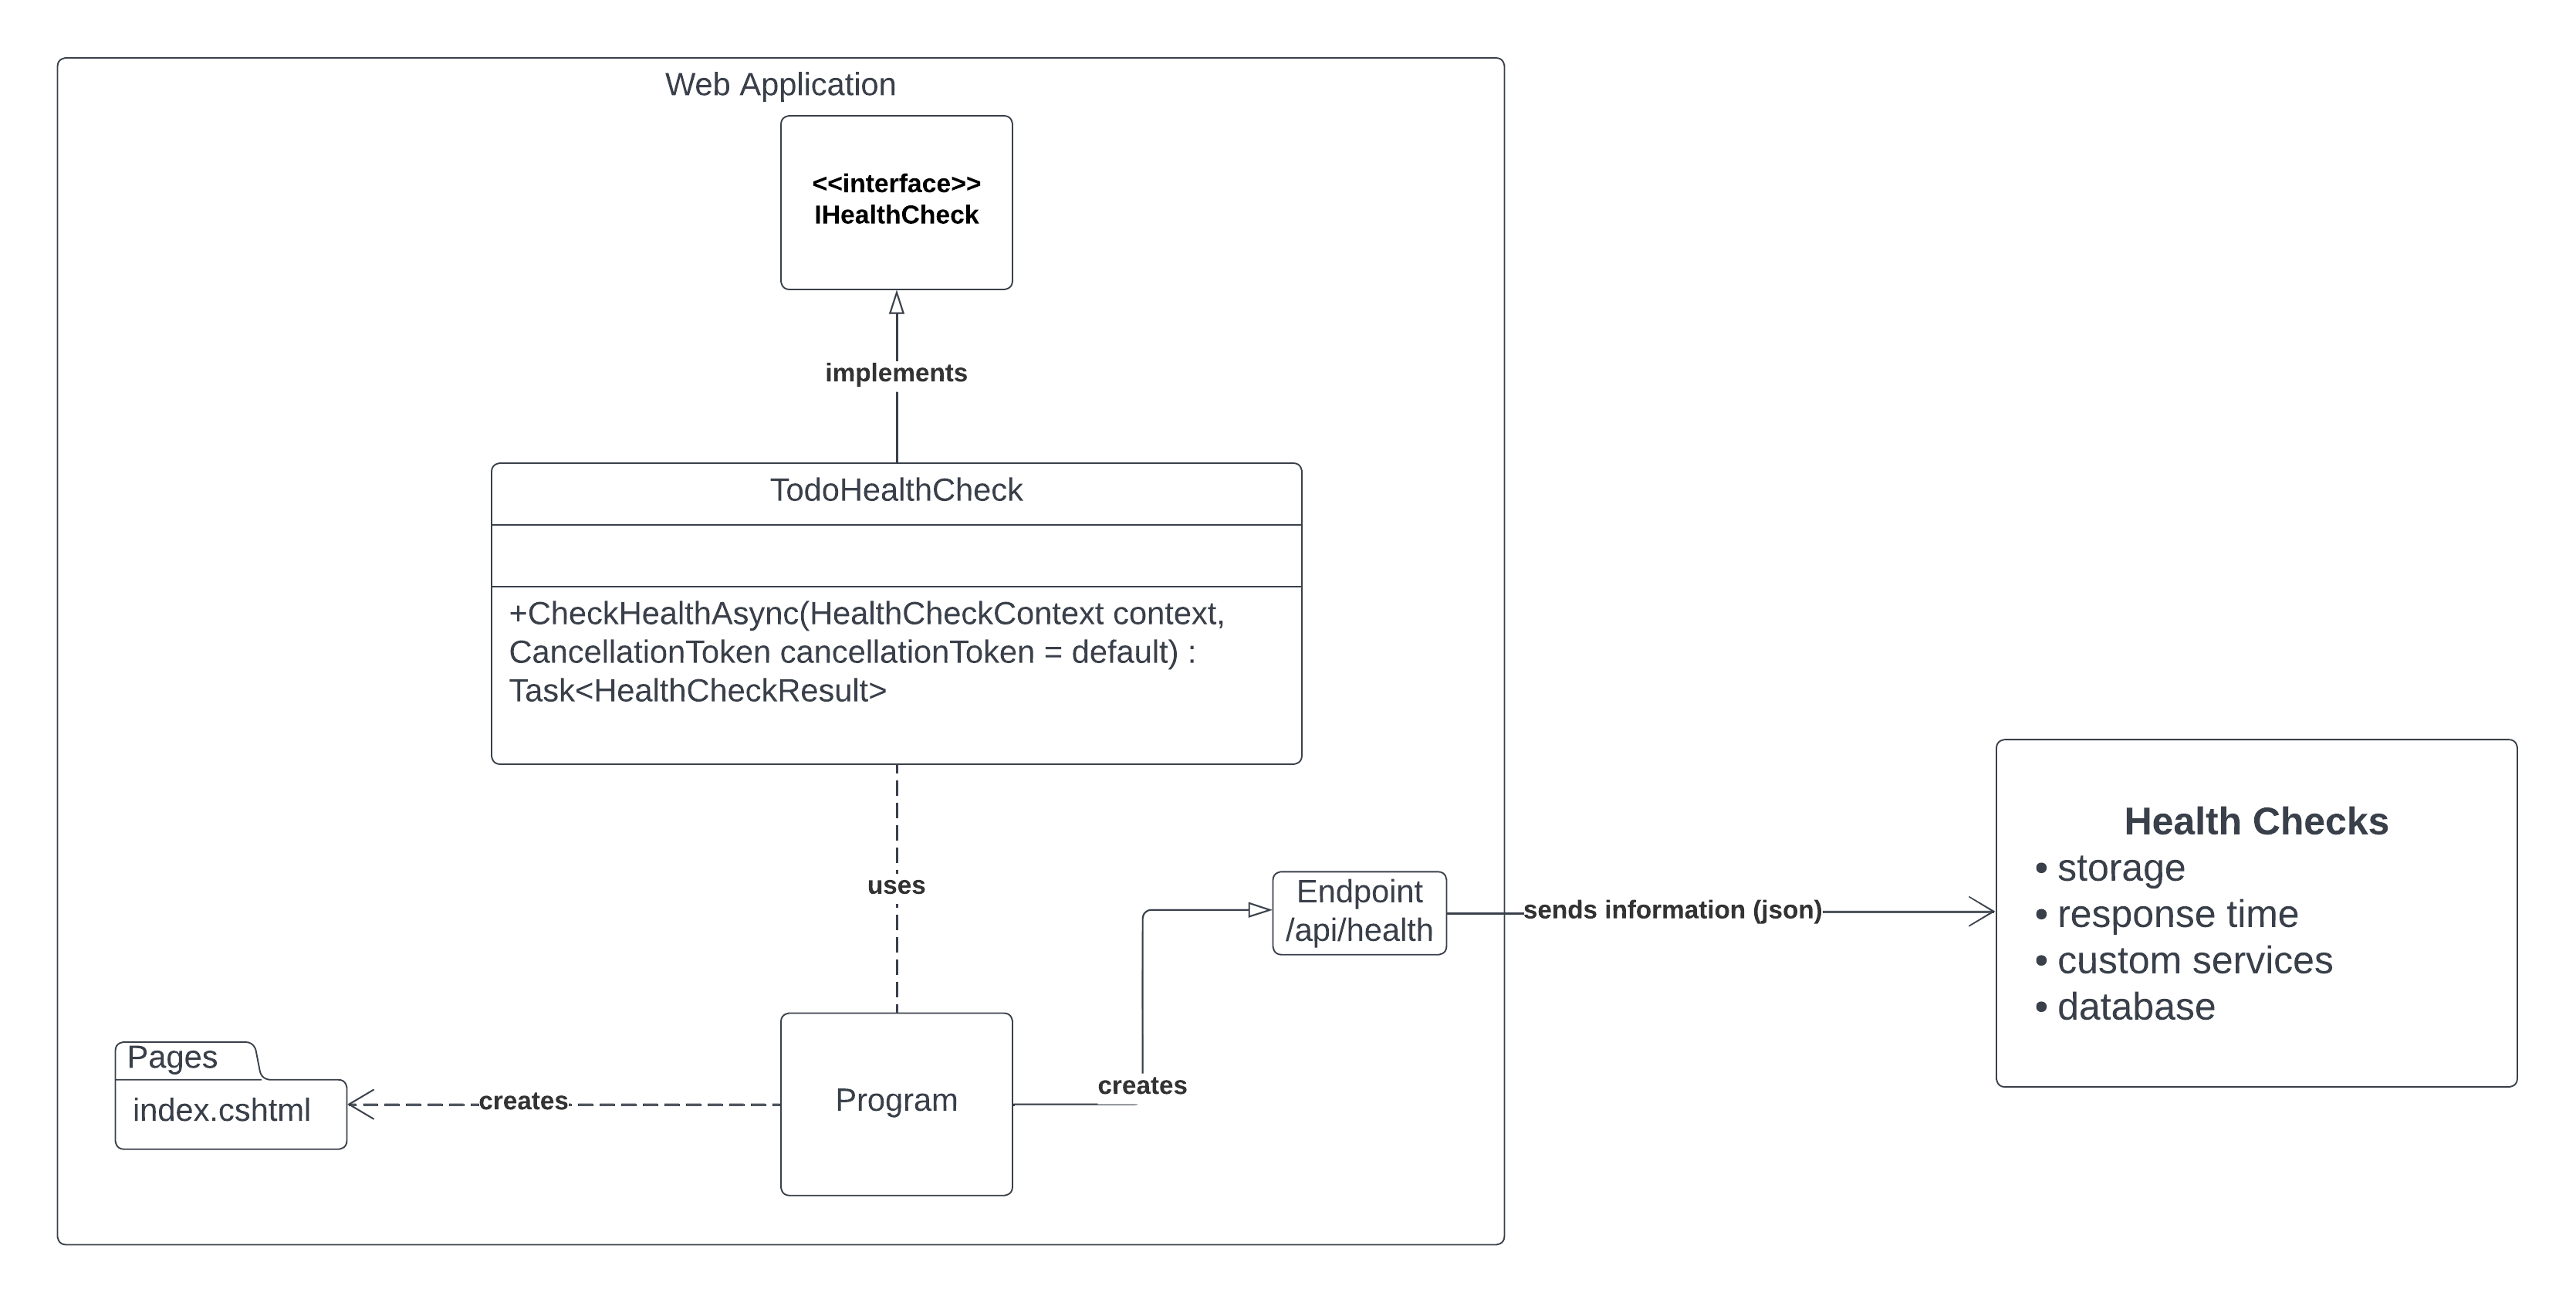 Web Application
<<interface>>
IHealthCheck
implements
TodoHealthCheck
+CheckHealthAsync(HealthCheckContext context,
CancellationToken cancellationToken = default) :
Task<HealthCheckResult>
uses
Endpoint
/api/health
sends information (json)
Health Checks
• storage
• response time
• custom services
• database
Pages
index.cshtml
creates
Program
creates